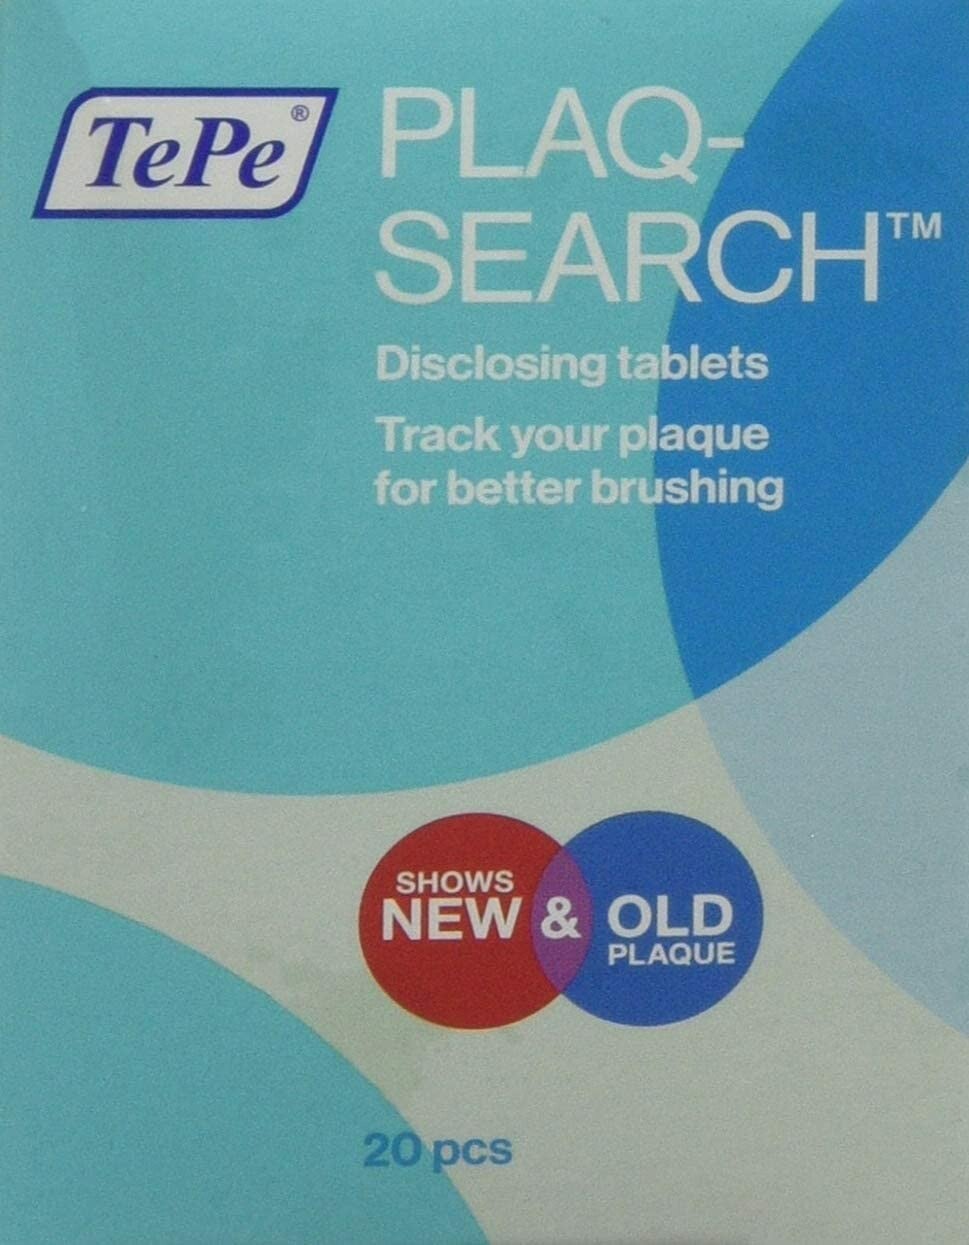 TePe®
PLAQ-
SEARCH™
Disclosing tablets
Track your plaque
for better brushing
SHOWS
NEW & OLD
PLAQUE
20 pcs